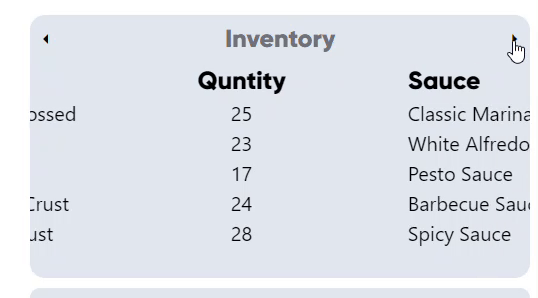 Inventory
Quntity Sauce
ossed 25 Classic Marina
23 White Alfredo
17 Pesto Sauce
Crust 24 Barbecue Sau
ust 28 Spicy Sauce